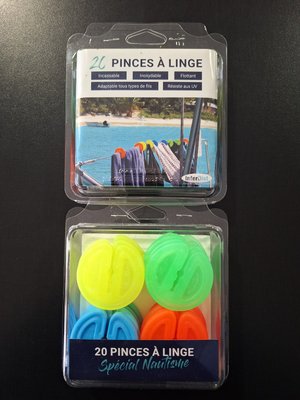 20 PINCES À LINGE
Incassable Inoxydable Flottant
Adaptable tous types de fils Résiste aux UV
20 PINCES À LINGE
Spécial Nautisme